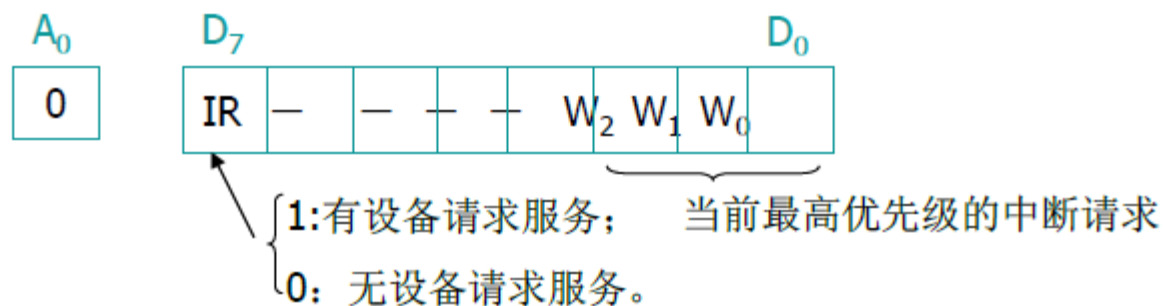 A₀ D₇ D₀
0 IR — — — — W₂ W₁ W₀
1:有设备请求服务； 当前最高优先级的中断请求
0：无设备请求服务。